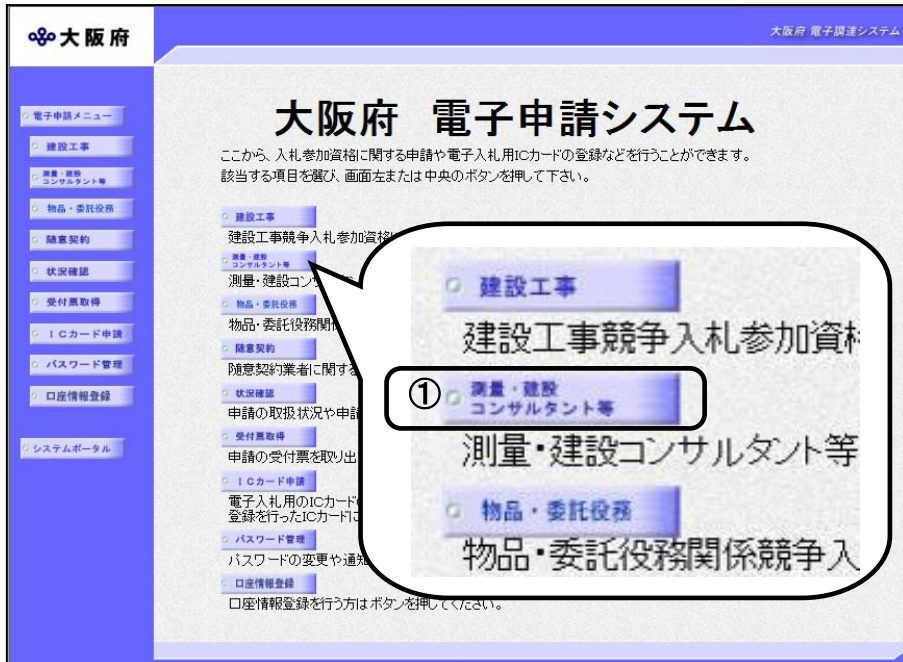 大阪府
大阪府 電子調達システム
電子申請メニュー
建設工事
測量・建設
コンサルタント等
物品・委託役務
随意契約
状況確認
受付票取得
ICカード申請
パスワード管理
口座情報登録
システムポータル
大阪府 電子申請システム
ここから、入札参加資格に関する申請や電子入札用ICカードの登録などを行うことができます。
該当する項目を選び、画面左または中央のボタンを押して下さい。
建設工事
建設工事競争入札参加資格
測量・建設
コンサルタント等
測量・建設コン
物品・委託役務
物品・委託役務関
随意契約
随意契約業者に関する
状況確認
申請の取扱状況や申請
受付票取得
申請の受付票を取り出
ICカード申請
電子入札用のICカード
登録を行ったICカードに
パスワード管理
パスワードの変更や通知
口座情報登録
口座情報登録を行う方はボタンを押してください。
建設工事
建設工事競争入札参加資格
①
測量・建設
コンサルタント等
測量・建設コンサルタント等
物品・委託役務
物品・委託役務関係競争入